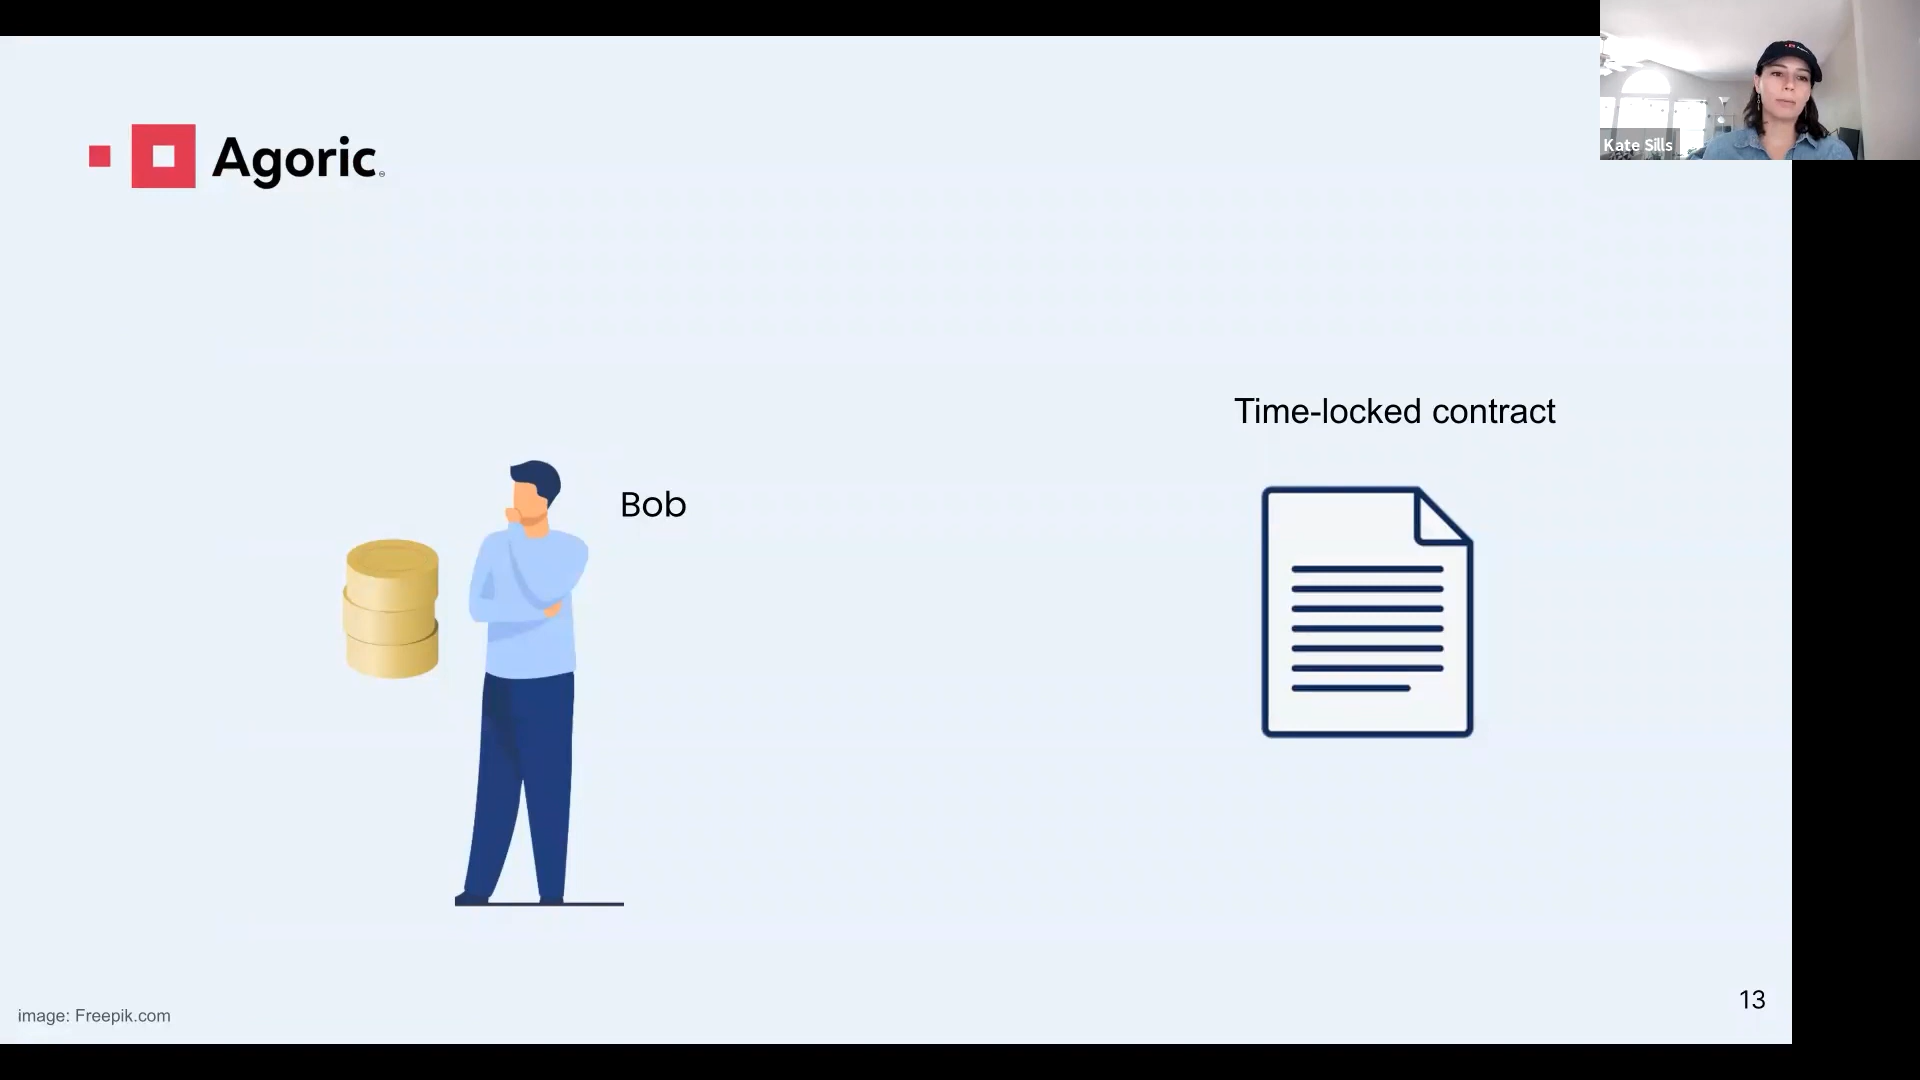 Agoric
Kate Sills
Time-locked contract
Bob
13
image: Freepik.com